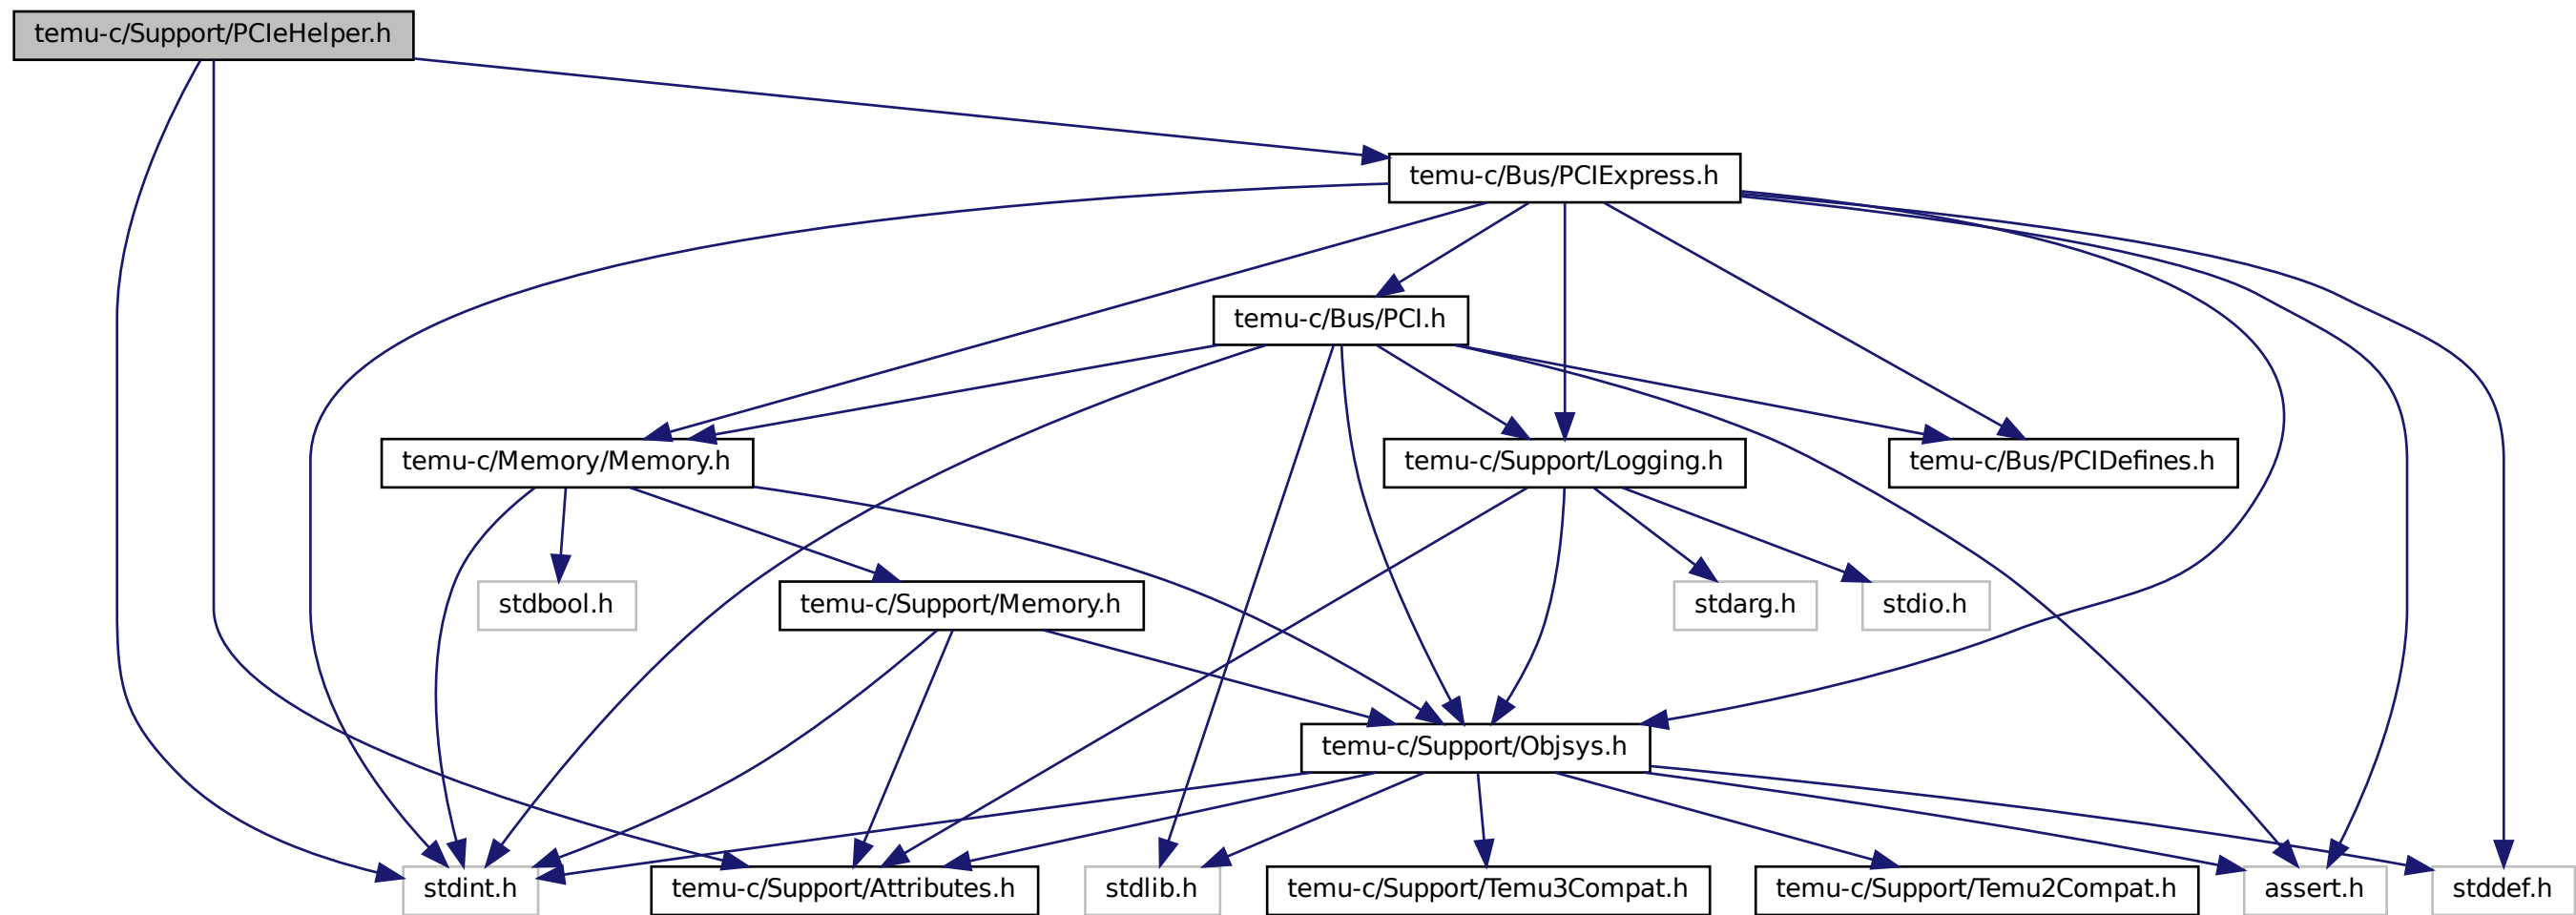 temu-c/Support/PCIeHelper.h
temu-c/Bus/PCIExpress.h
temu-c/Bus/PCI.h
temu-c/Memory/Memory.h
temu-c/Support/Logging.h
temu-c/Bus/PCIDefines.h
stdbool.h
temu-c/Support/Memory.h
stdarg.h
stdio.h
temu-c/Support/Objsys.h
stdint.h
temu-c/Support/Attributes.h
stdlib.h
temu-c/Support/Temu3Compat.h
temu-c/Support/Temu2Compat.h
assert.h
stddef.h